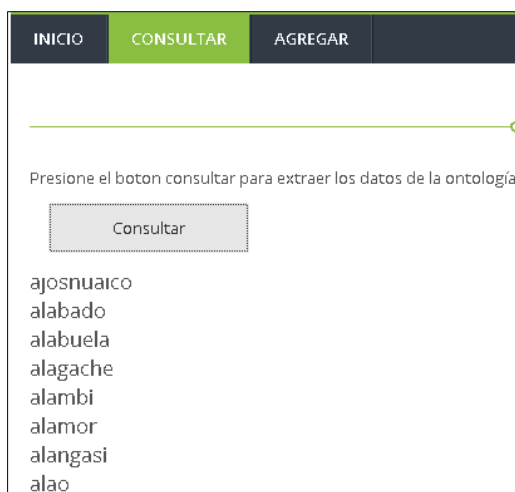 INICIO CONSULTAR AGREGAR
Presione el boton consultar para extraer los datos de la ontología
Consultar
alabado
alabuela
alagache
alambi
alamor
alangasi
alao